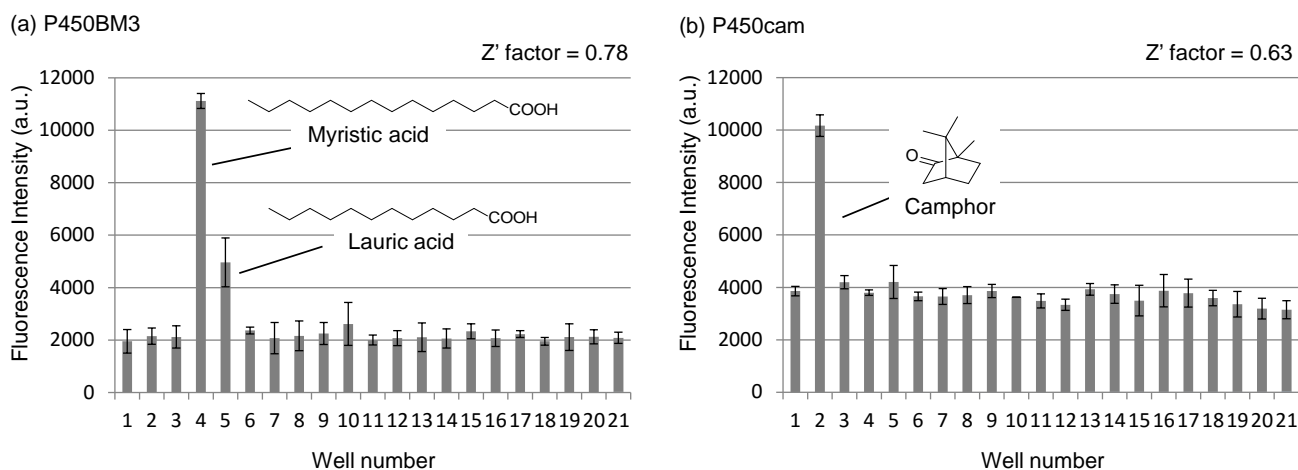 (a) P450BM3
Z' factor = 0.78
Fluorescence Intensity (a.u.)
12000
10000
8000
6000
4000
2000
0
COOH
Myristic acid
COOH
Lauric acid
1 2 3 4 5 6 7 8 9 10 11 12 13 14 15 16 17 18 19 20 21
Well number
(b) P450cam
Z' factor = 0.63
Fluorescence Intensity (a.u.)
12000
10000
8000
6000
4000
2000
0
O
Camphor
1 2 3 4 5 6 7 8 9 10 11 12 13 14 15 16 17 18 19 20 21
Well number